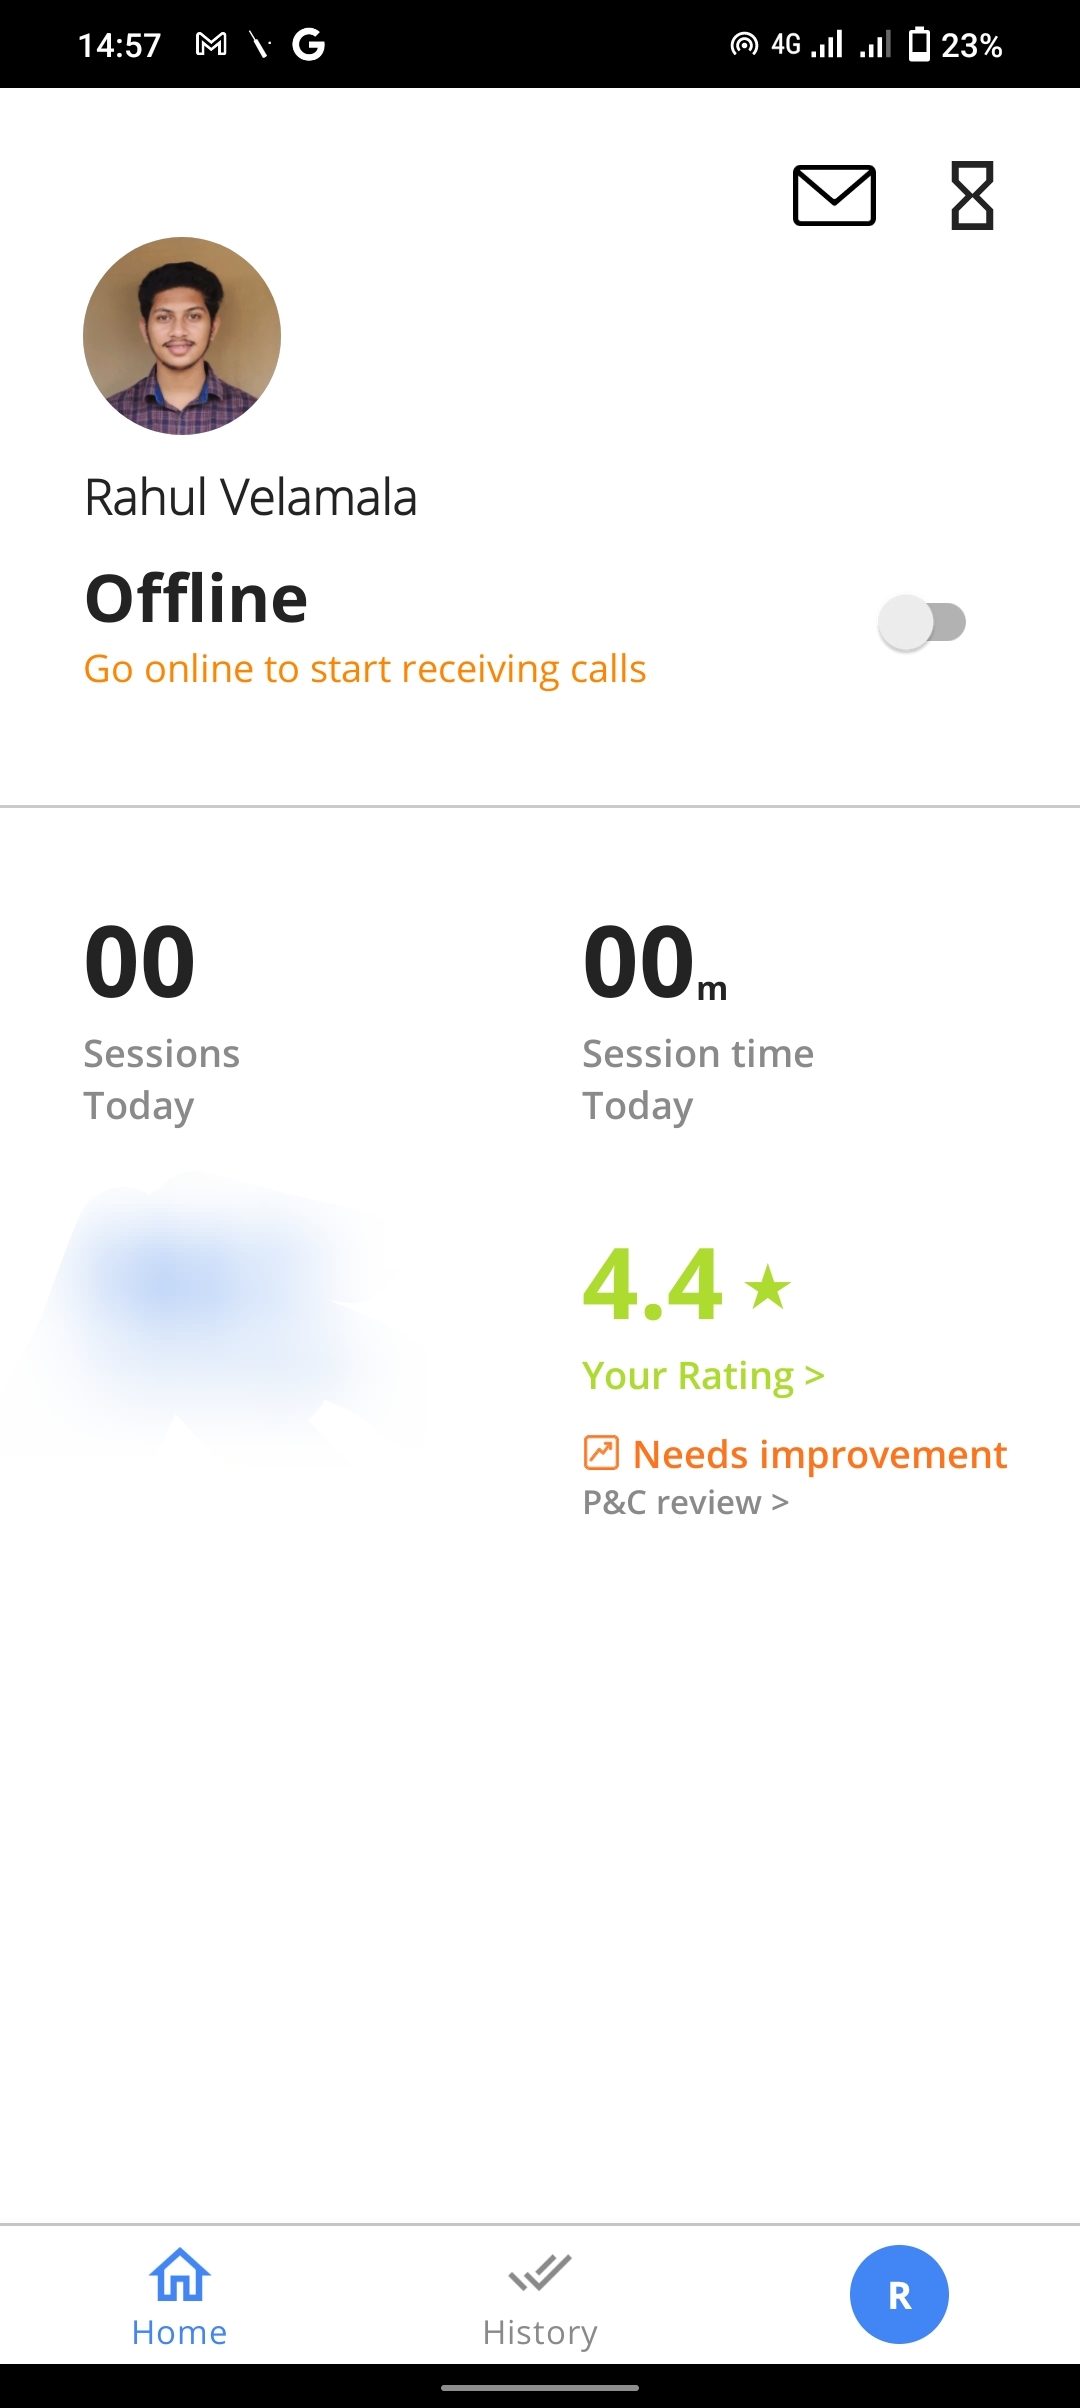 14:57
4G
23%
Rahul Velamala
Offline
Go online to start receiving calls
00
00m
Sessions
Today
Session time
Today
4.4 ★
Your Rating >
Needs improvement
P&C review >
Home
History
R